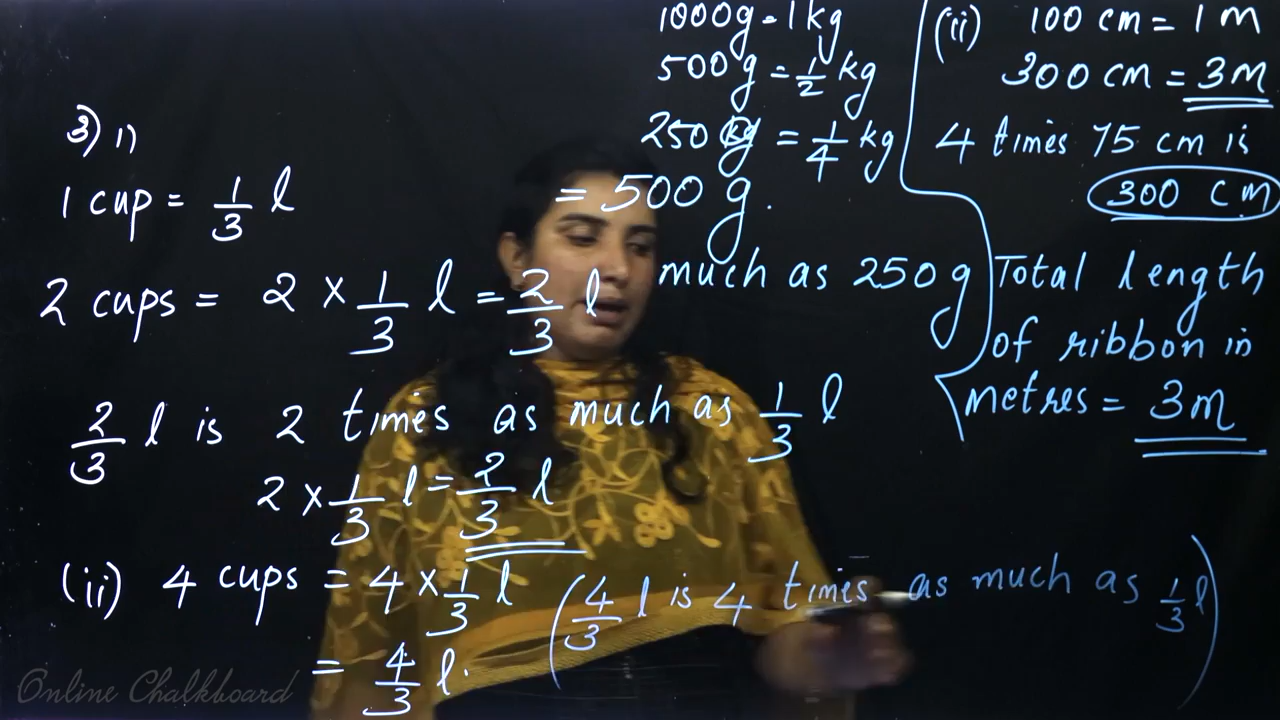 1000g = 1 kg
500g = 1/2 kg
250 g = 1/4 kg
= 500 g.
much as 250 g
(ii) 100 cm = 1 m
300 cm = 3m
4 times 75 cm is
300 cm
Total length
of ribbon in
metres = 3m
3) i)
1 cup = 1/3 l
2 cups = 2 × 1/3 l = 2/3 l
2/3 l is 2 times as much as 1/3 l
2 × 1/3 l = 2/3 l
(ii) 4 cups = 4 × 1/3 l (4/3 l is 4 times as much as 1/3 l)
= 4/3 l.
Online Chalkboard